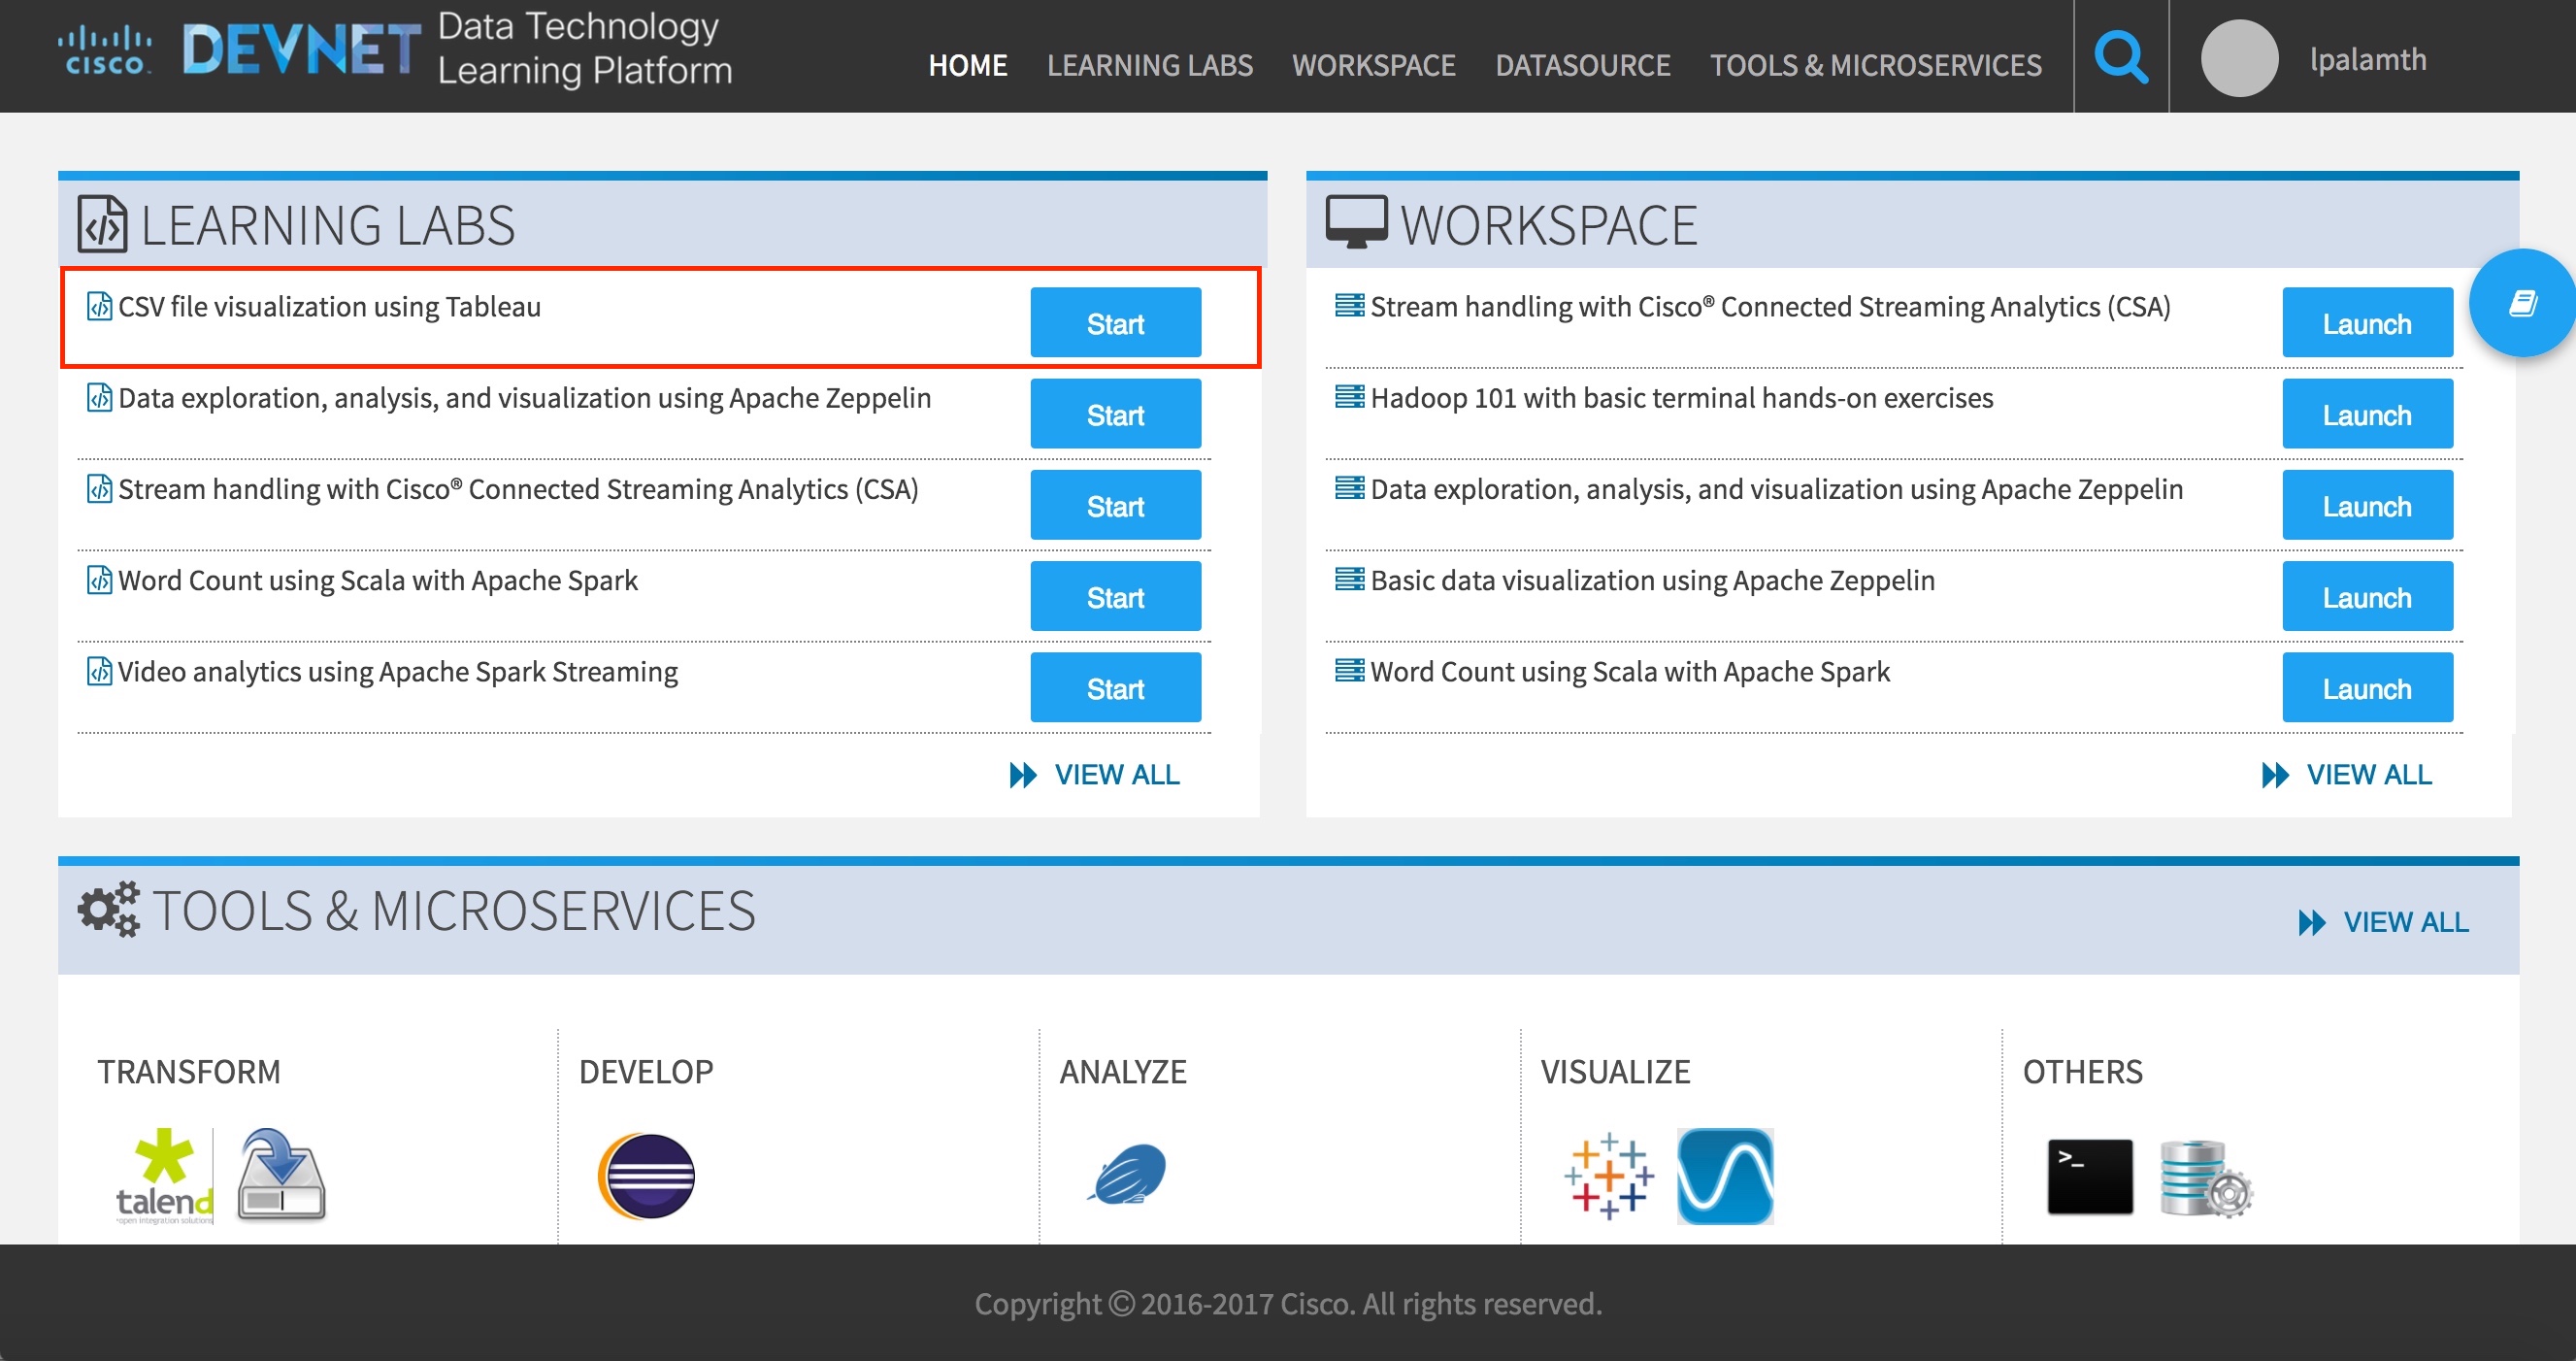 CISCO DEVNET Data Technology
Learning Platform
HOME LEARNING LABS WORKSPACE DATASOURCE TOOLS & MICROSERVICES lpalamth
LEARNING LABS
CSV file visualization using Tableau Start
Data exploration, analysis, and visualization using Apache Zeppelin Start
Stream handling with Cisco® Connected Streaming Analytics (CSA) Start
Word Count using Scala with Apache Spark Start
Video analytics using Apache Spark Streaming Start
VIEW ALL
WORKSPACE
Stream handling with Cisco® Connected Streaming Analytics (CSA) Launch
Hadoop 101 with basic terminal hands-on exercises Launch
Data exploration, analysis, and visualization using Apache Zeppelin Launch
Basic data visualization using Apache Zeppelin Launch
Word Count using Scala with Apache Spark Launch
VIEW ALL
TOOLS & MICROSERVICES VIEW ALL
TRANSFORM DEVELOP ANALYZE VISUALIZE OTHERS
talend
*open integration solutions
>_
Copyright © 2016-2017 Cisco. All rights reserved.